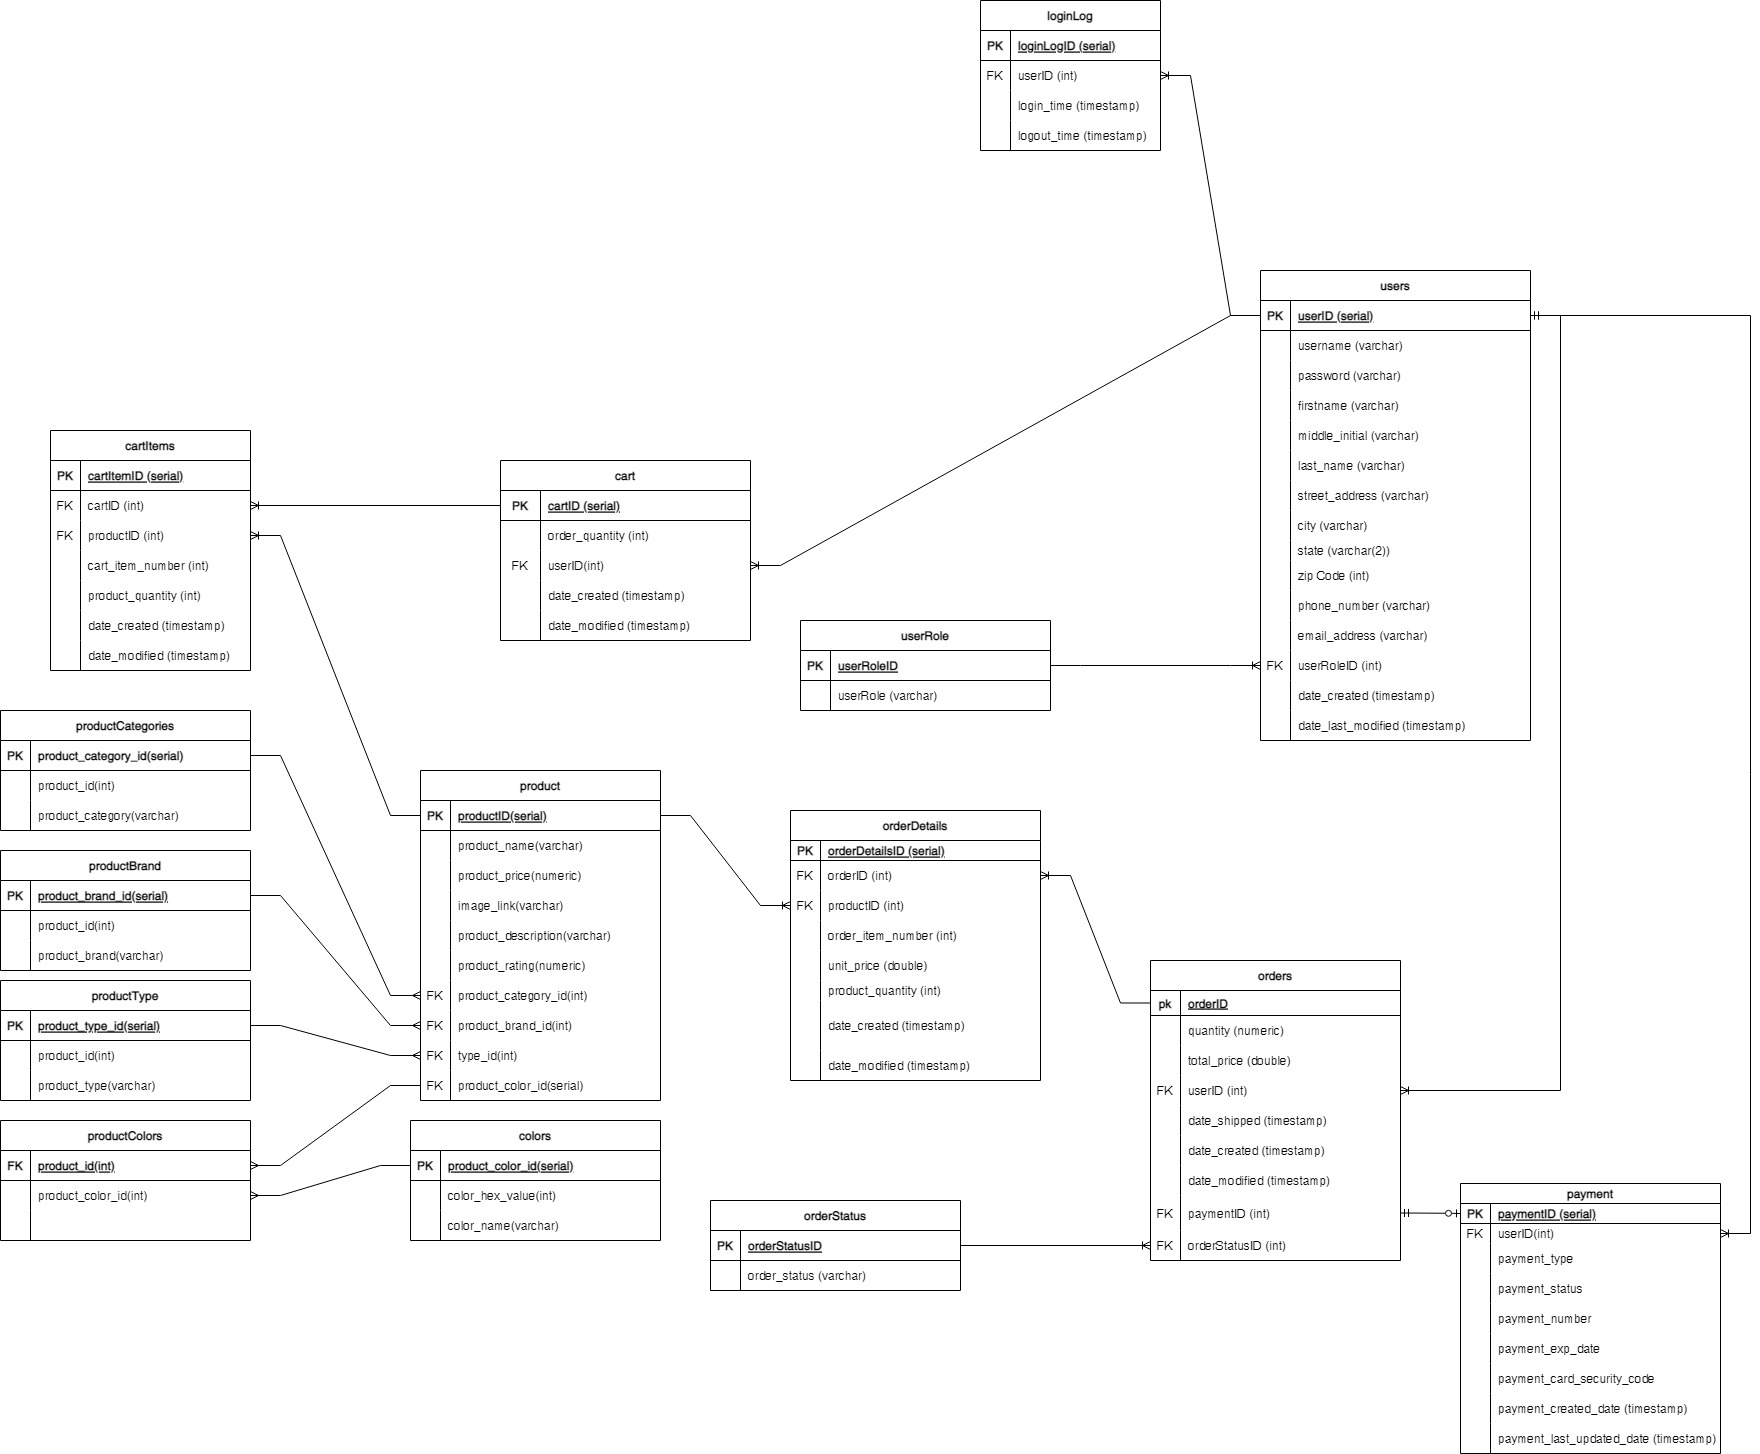 loginLog
PK loginLogID (serial)
FK userID (int)
login_time (timestamp)
logout_time (timestamp)
users
PK userID (serial)
username (varchar)
password (varchar)
firstname (varchar)
middle_initial (varchar)
last_name (varchar)
street_address (varchar)
city (varchar)
state (varchar(2))
zip Code (int)
phone_number (varchar)
email_address (varchar)
FK userRoleID (int)
date_created (timestamp)
date_last_modified (timestamp)
cartItems
PK cartItemID (serial)
FK cartID (int)
FK productID (int)
cart_item_number (int)
product_quantity (int)
date_created (timestamp)
date_modified (timestamp)
cart
PK cartID (serial)
order_quantity (int)
FK userID(int)
date_created (timestamp)
date_modified (timestamp)
userRole
PK userRoleID
userRole (varchar)
productCategories
PK product_category_id(serial)
product_id(int)
product_category(varchar)
product
PK productID(serial)
product_name(varchar)
product_price(numeric)
image_link(varchar)
product_description(varchar)
product_rating(numeric)
FK product_category_id(int)
FK product_brand_id(int)
FK type_id(int)
FK product_color_id(serial)
orderDetails
PK orderDetailsID (serial)
FK orderID (int)
FK productID (int)
order_item_number (int)
unit_price (double)
product_quantity (int)
date_created (timestamp)
date_modified (timestamp)
productBrand
PK product_brand_id(serial)
product_id(int)
product_brand(varchar)
productType
PK product_type_id(serial)
product_id(int)
product_type(varchar)
orders
pk orderID
quantity (numeric)
total_price (double)
FK userID (int)
date_shipped (timestamp)
date_created (timestamp)
date_modified (timestamp)
FK paymentID (int)
FK orderStatusID (int)
productColors
FK product_id(int)
product_color_id(int)
colors
PK product_color_id(serial)
color_hex_value(int)
color_name(varchar)
orderStatus
PK orderStatusID
order_status (varchar)
payment
PK paymentID (serial)
FK userID(int)
payment_type
payment_status
payment_number
payment_exp_date
payment_card_security_code
payment_created_date (timestamp)
payment_last_updated_date (timestamp)